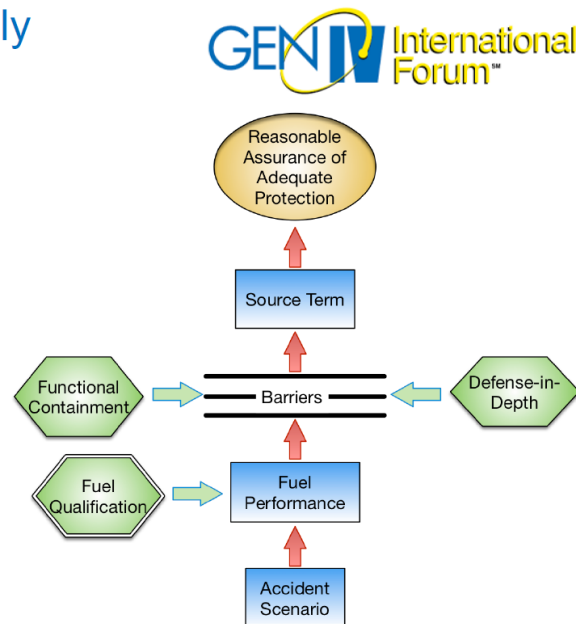 ly
GEN IV International
Forum℠
Reasonable
Assurance of
Adequate
Protection
Source Term
Functional
Containment
Barriers
Defense-in-
Depth
Fuel
Qualification
Fuel
Performance
Accident
Scenario